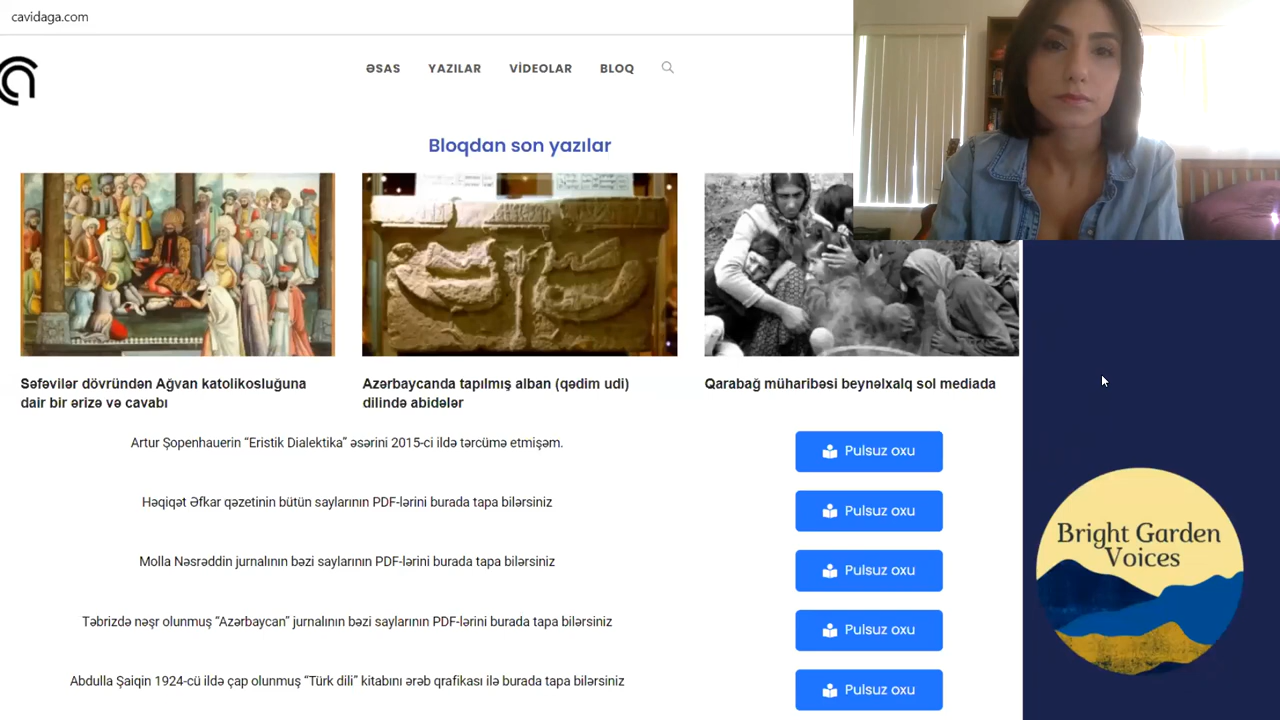 cavidaga.com
ƏSAS YAZILAR VİDEOLAR BLOQ
Bloqdan son yazılar
Səfəvilər dövründən Ağvan katolikosluğuna
dair bir ərizə və cavabı
Azərbaycanda tapılmış alban (qədim udi)
dilində abidələr
Qarabağ müharibəsi beynəlxalq sol mediada
Artur Şopenhauerin “Eristik Dialektika” əsərini 2015-ci ildə tərcümə etmişəm.
Pulsuz oxu
Həqiqət Əfkar qəzetinin bütün saylarının PDF-lərini burada tapa bilərsiniz
Pulsuz oxu
Molla Nəsrəddin jurnalının bəzi saylarının PDF-lərini burada tapa bilərsiniz
Pulsuz oxu
Təbrizdə nəşr olunmuş “Azərbaycan” jurnalının bəzi saylarının PDF-lərini burada tapa bilərsiniz
Pulsuz oxu
Abdulla Şaiqin 1924-cü ildə çap olunmuş “Türk dili” kitabını ərəb qrafikası ilə burada tapa bilərsiniz
Pulsuz oxu
Bright Garden
Voices